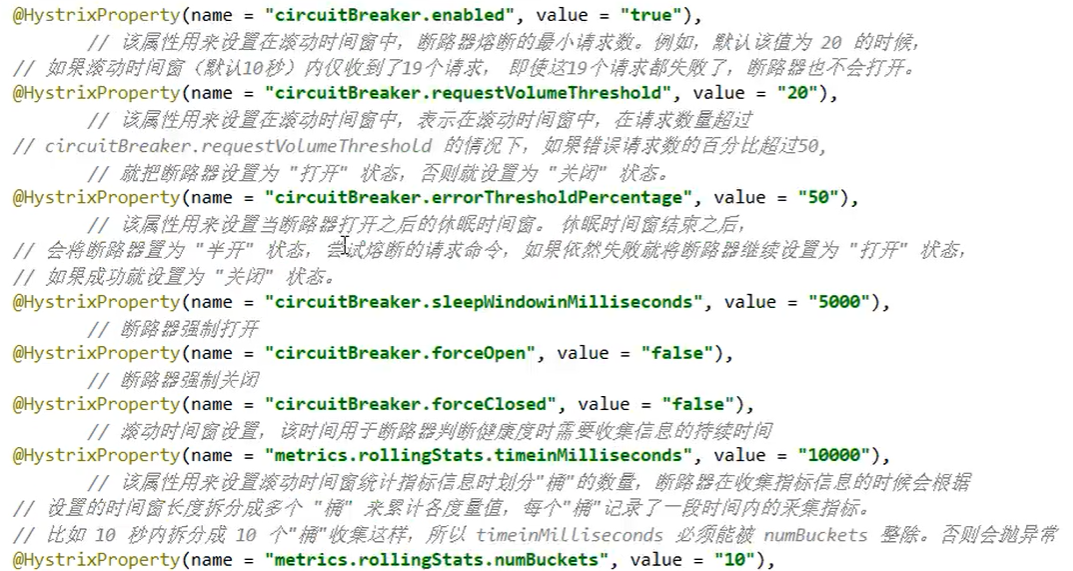 @HystrixProperty(name = "circuitBreaker.enabled", value = "true"),
// 该属性用来设置在滚动时间窗中，断路器熔断的最小请求数。例如，默认该值为 20 的时候，
// 如果滚动时间窗（默认10秒）内仅收到了19个请求， 即使这19个请求都失败了，断路器也不会打开。
@HystrixProperty(name = "circuitBreaker.requestVolumeThreshold", value = "20"),
// 该属性用来设置在滚动时间窗中，表示在滚动时间窗中，在请求数量超过
// circuitBreaker.requestVolumeThreshold 的情况下，如果错误请求数的百分比超过50,
// 就把断路器设置为 "打开" 状态，否则就设置为 "关闭" 状态。
@HystrixProperty(name = "circuitBreaker.errorThresholdPercentage", value = "50"),
// 该属性用来设置当断路器打开之后的休眠时间窗。 休眠时间窗结束之后，
// 会将断路器置为 "半开" 状态，尝试熔断的请求命令，如果依然失败就将断路器继续设置为 "打开" 状态，
// 如果成功就设置为 "关闭" 状态。
@HystrixProperty(name = "circuitBreaker.sleepWindowinMilliseconds", value = "5000"),
// 断路器强制打开
@HystrixProperty(name = "circuitBreaker.forceOpen", value = "false"),
// 断路器强制关闭
@HystrixProperty(name = "circuitBreaker.forceClosed", value = "false"),
// 滚动时间窗设置，该时间用于断路器判断健康度时需要收集信息的持续时间
@HystrixProperty(name = "metrics.rollingStats.timeinMilliseconds", value = "10000"),
// 该属性用来设置滚动时间窗统计指标信息时划分"桶"的数量，断路器在收集指标信息的时候会根据
// 设置的时间窗长度拆分成多个 "桶" 来累计各度量值，每个"桶"记录了一段时间内的采集指标。
// 比如 10 秒内拆分成 10 个"桶"收集这样，所以 timeinMilliseconds 必须能被 numBuckets 整除。否则会抛异常
@HystrixProperty(name = "metrics.rollingStats.numBuckets", value = "10"),